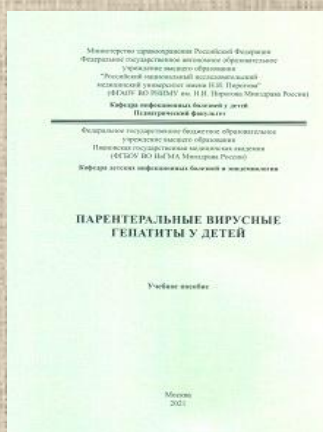 Министерство здравоохранения Российской Федерации
Федеральное государственное автономное образовательное
учреждение высшего образования
"Российский национальный исследовательский
медицинский университет имени Н.И. Пирогова"
(ФГАОУ ВО РНИМУ им. Н.И. Пирогова Минздрава России)
Кафедра инфекционных болезней у детей
Педиатрический факультет
Федеральное государственное бюджетное образовательное
учреждение высшего образования
Ивановская государственная медицинская академия
(ФГБОУ ВО ИвГМА Минздрава России)
Кафедра детских инфекционных болезней и эпидемиологии
ПАРЕНТЕРАЛЬНЫЕ ВИРУСНЫЕ
ГЕПАТИТЫ У ДЕТЕЙ
Учебное пособие
Москва
2021